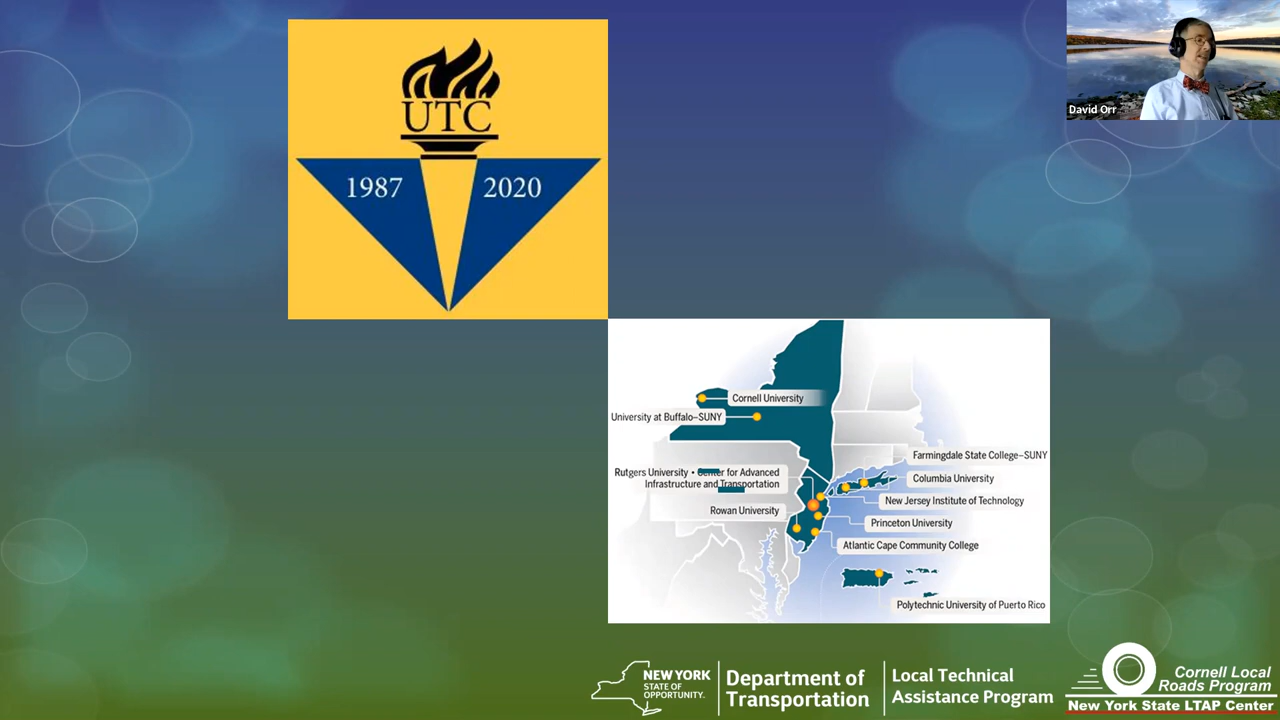 UTC
1987
2020
David Orr
Cornell University
University at Buffalo–SUNY
Farmingdale State College–SUNY
Rutgers University • Center for Advanced
Infrastructure and Transportation
Columbia University
New Jersey Institute of Technology
Rowan University
Princeton University
Atlantic Cape Community College
Polytechnic University of Puerto Rico
NEW YORK
STATE OF
OPPORTUNITY.
Department of
Transportation
Local Technical
Assistance Program
Cornell Local
Roads Program
New York State LTAP Center